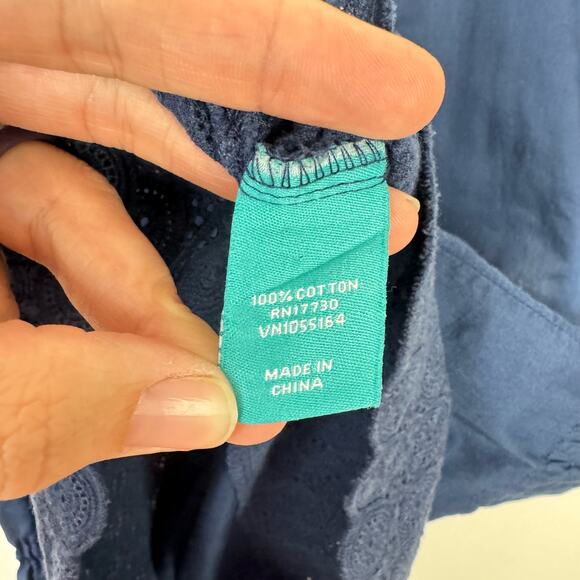 100% COTTON
RN17730
VN1055164
MADE IN
CHINA